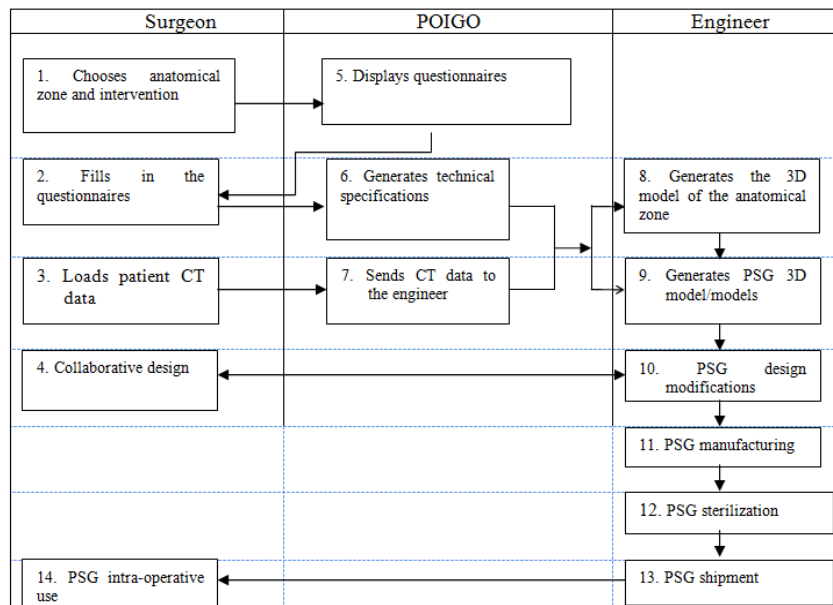 Surgeon POIGO Engineer
1. Chooses anatomical
zone and intervention
5. Displays questionnaires
2. Fills in the
questionnaires
6. Generates technical
specifications
8. Generates the 3D
model of the anatomical
zone
3. Loads patient CT
data
7. Sends CT data to
the engineer
9. Generates PSG 3D
model/models
4. Collaborative design
10. PSG design
modifications
11. PSG manufacturing
12. PSG sterilization
14. PSG intra-operative
use
13. PSG shipment